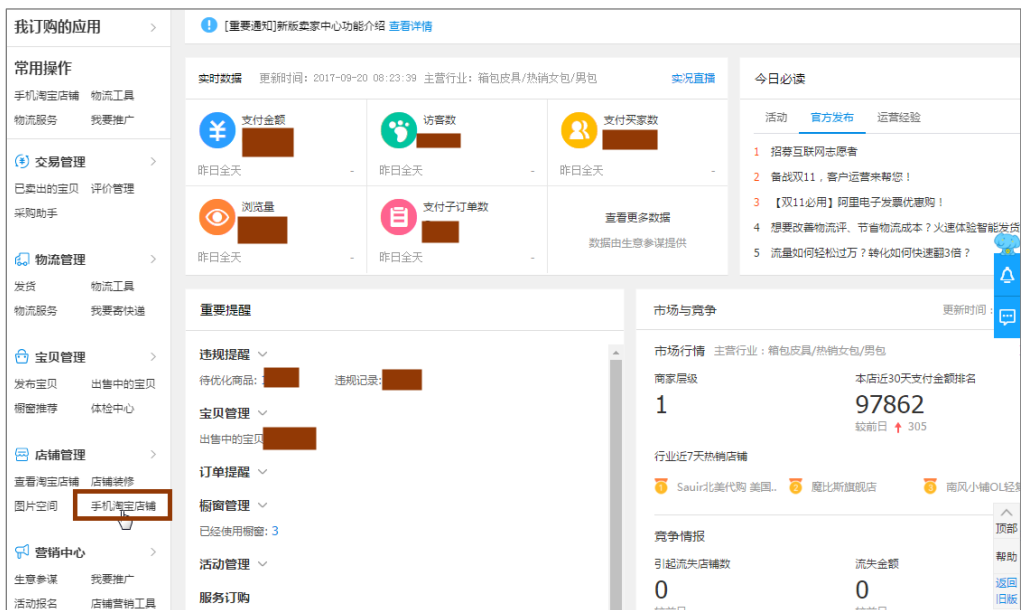 我订购的应用
常用操作
手机淘宝店铺 物流工具
物流服务 我要推广
交易管理
已卖出的宝贝 评价管理
采购助手
物流管理
发货 物流工具
物流服务 我要寄快递
宝贝管理
发布宝贝 出售中的宝贝
橱窗推荐 体检中心
店铺管理
查看淘宝店铺 店铺装修
图片空间 手机淘宝店铺
营销中心
生意参谋 我要推广
活动报名 店铺营销工具
[重要通知]新版卖家中心功能介绍 查看详情
实时数据 更新时间：2017-09-20 08:23:39 主营行业：箱包皮具/热销女包/男包 实况直播
支付金额 访客数 支付买家数
昨日全天 - 昨日全天 - 昨日全天 -
浏览量 支付子订单数 查看更多数据
数据由生意参谋提供
昨日全天 - 昨日全天 -
今日必读
活动 官方发布 运营经验
1 招募互联网志愿者
2 备战双11，客户运营来帮您！
3 【双11必用】阿里电子发票优惠购！
4 想要改善物流评、节省物流成本？火速体验智能发货
5 流量如何轻松过万？转化如何快速翻3倍？
重要提醒
违规提醒
待优化商品: 违规记录:
宝贝管理
出售中的宝贝
订单提醒
橱窗管理
已经使用橱窗: 3
活动管理
服务订购
市场与竞争 更新时间：
市场行情 主营行业：箱包皮具/热销女包/男包
商家层级 本店近30天支付金额排名
1 97862
较前日 305
行业近7天热销店铺
1 Sauir北美代购 美国.. 2 魔比斯旗舰店 3 南风小铺OL轻复
竞争情报
引起流失店铺数 流失金额
0 0
较前日 较前日
顶部
帮助
返回
旧版